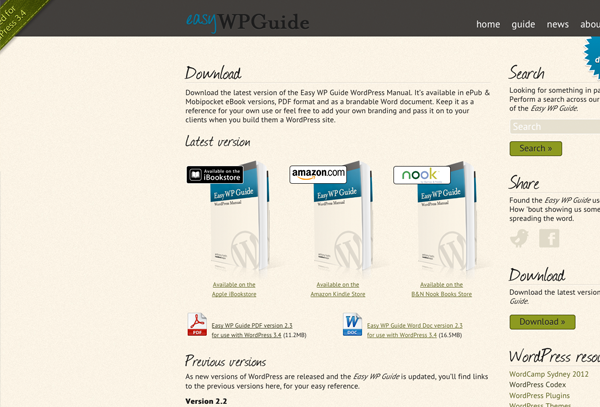 easyWPGuide
home guide news
for
Press 3.4
Download
Download the latest version of the Easy WP Guide WordPress Manual. It's available in ePub &
Mobipocket eBook versions, PDF format and as a brandable Word document. Keep it as a
reference for your own use or feel free to add your own branding and pass it on to your
clients when you build them a WordPress site.
Latest version
Available on the
iBookstore
Easy WP Guide
WordPress Manual
Available on the
Apple iBookstore
amazon.com
Easy WP Guide
WordPress Manual
Available on the
Amazon Kindle Store
nook
Easy WP Guide
WordPress Manual
Available on the
B&N Nook Books Store
PDF
Easy WP Guide PDF version 2.3
for use with WordPress 3.4 (11.2MB)
W
DOC
Easy WP Guide Word Doc version 2.3
for use with WordPress 3.4 (16.5MB)
Previous versions
As new versions of WordPress are released and the Easy WP Guide is updated, you'll find links
to the previous versions here, for your easy reference.
Version 2.2
Search
Looking for something in
Perform a search across our
of the Easy WP Guide.
Search
Search »
Share
Found the Easy WP Guide
How 'bout showing us
spreading the word.
Download
Download the latest
Guide.
Download »
WordPress
WordCamp Sydney 2012
WordPress Codex
WordPress Plugins
WordPress Themes